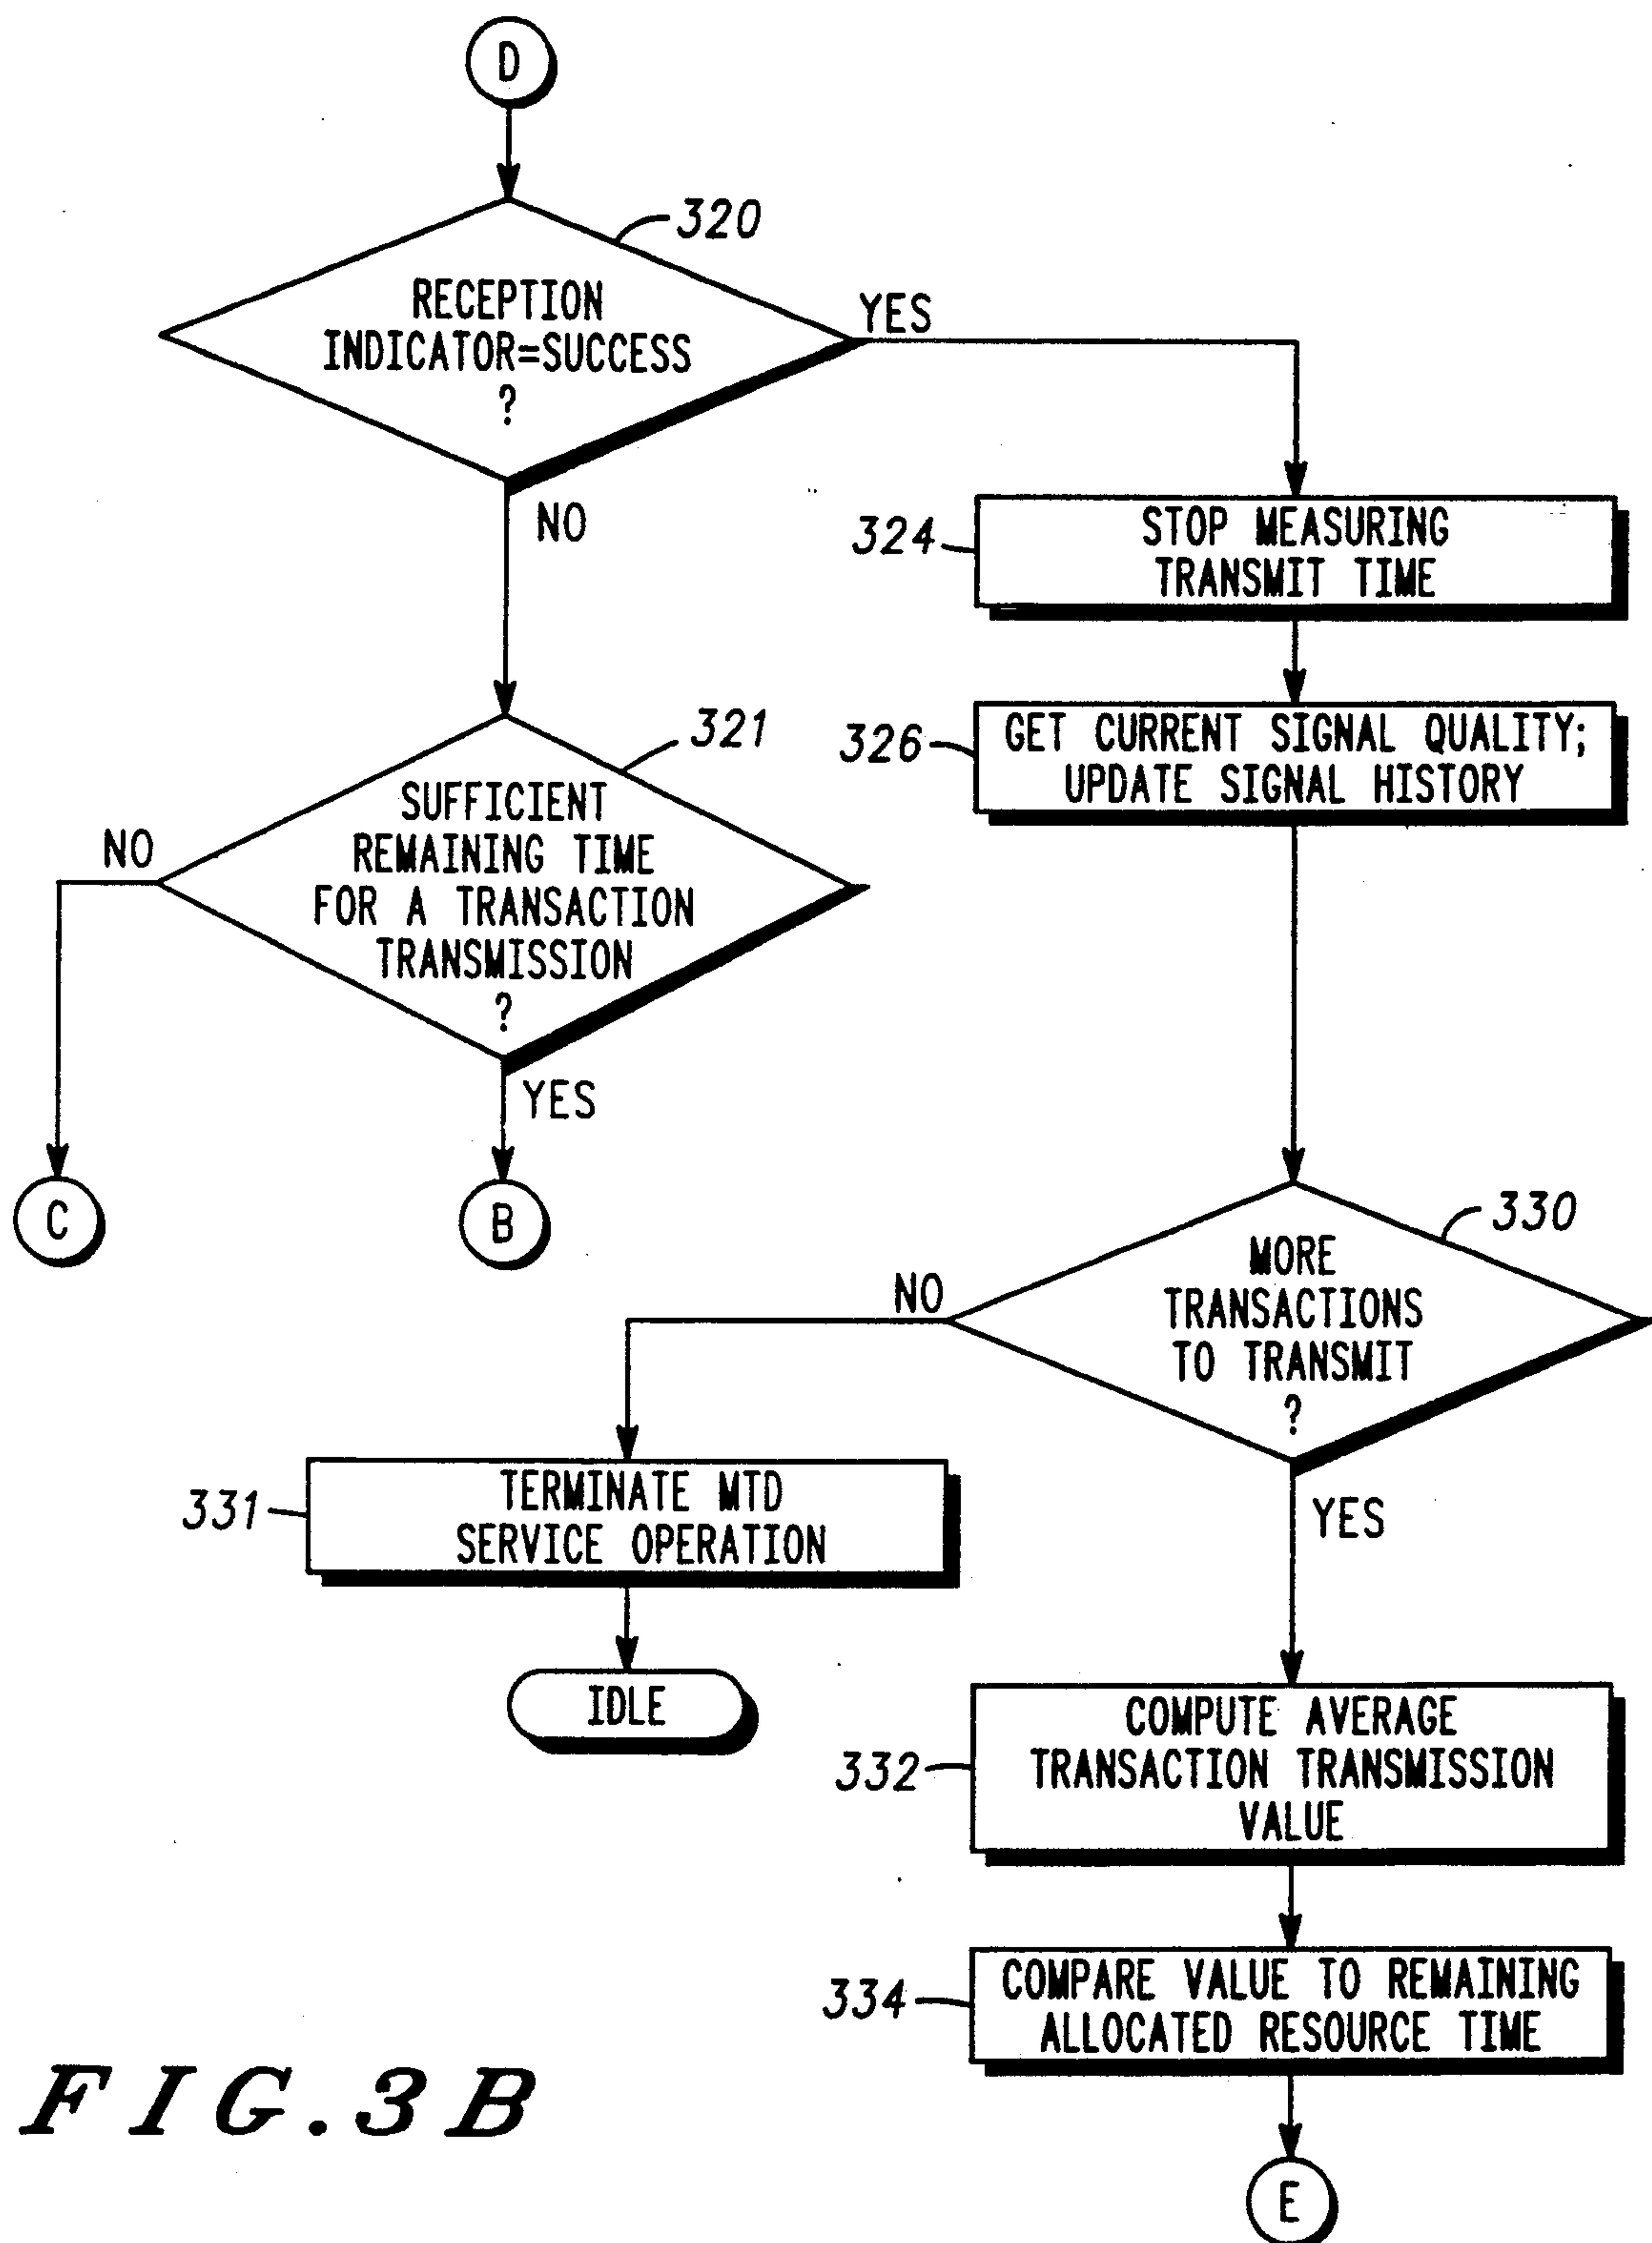 D
320
RECEPTION
INDICATOR=SUCCESS
?
YES
NO
324
STOP MEASURING
TRANSMIT TIME
326
GET CURRENT SIGNAL QUALITY;
UPDATE SIGNAL HISTORY
321
SUFFICIENT
REMAINING TIME
FOR A TRANSACTION
TRANSMISSION
?
NO
YES
C
B
330
MORE
TRANSACTIONS
TO TRANSMIT
?
NO
YES
331
TERMINATE MTD
SERVICE OPERATION
IDLE
332
COMPUTE AVERAGE
TRANSACTION TRANSMISSION
VALUE
334
COMPARE VALUE TO REMAINING
ALLOCATED RESOURCE TIME
E
FIG.3B